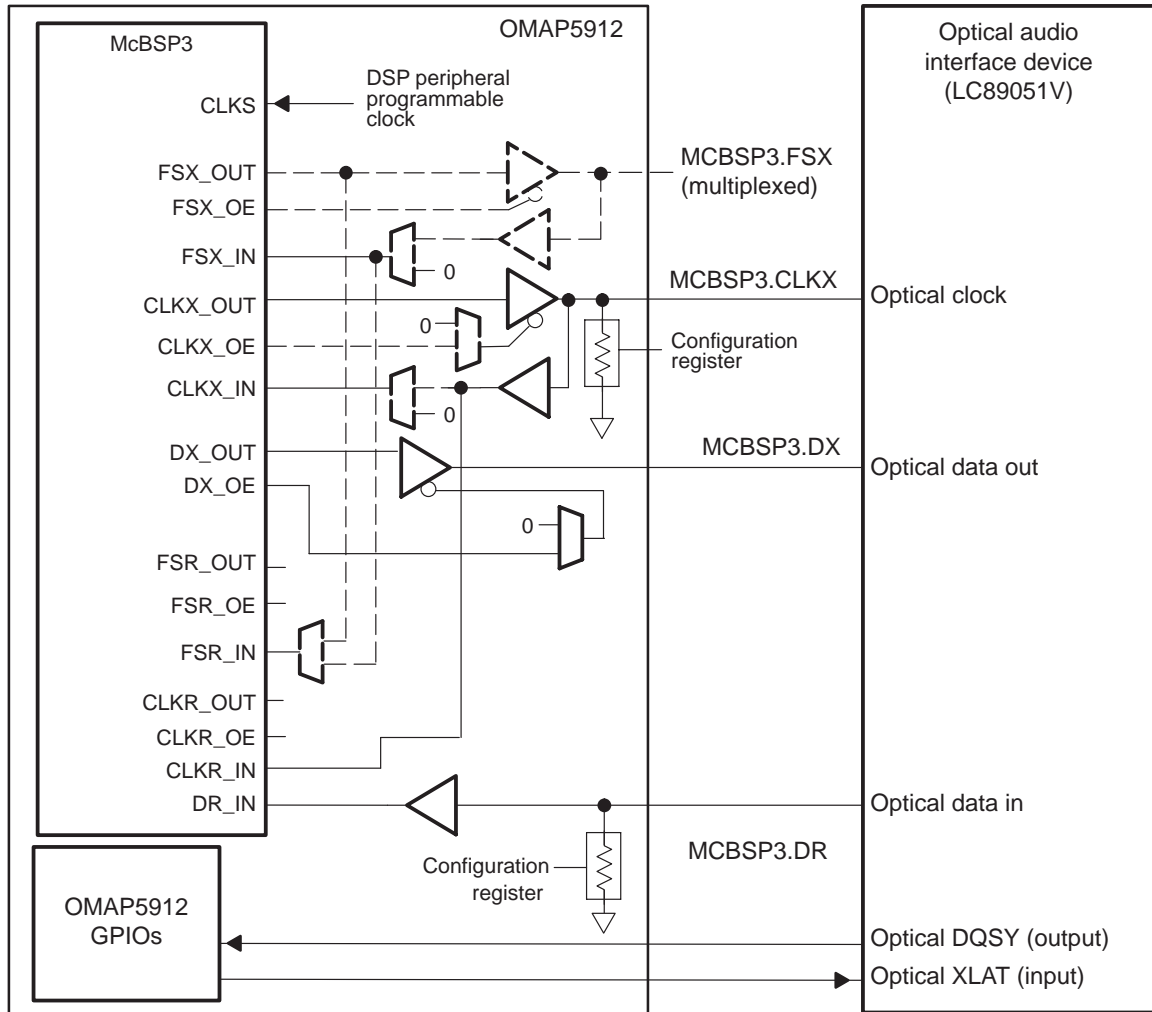 OMAP5912
McBSP3
DSP peripheral
programmable
clock
CLKS
FSX_OUT
FSX_OE
FSX_IN
0
CLKX_OUT
0
CLKX_OE
CLKX_IN
0
DX_OUT
DX_OE
0
FSR_OUT
FSR_OE
FSR_IN
CLKR_OUT
CLKR_OE
CLKR_IN
DR_IN
MCBSP3.FSX
(multiplexed)
MCBSP3.CLKX
Configuration
register
MCBSP3.DX
MCBSP3.DR
Configuration
register
OMAP5912
GPIOs
Optical audio
interface device
(LC89051V)
Optical clock
Optical data out
Optical data in
Optical DQSY (output)
Optical XLAT (input)